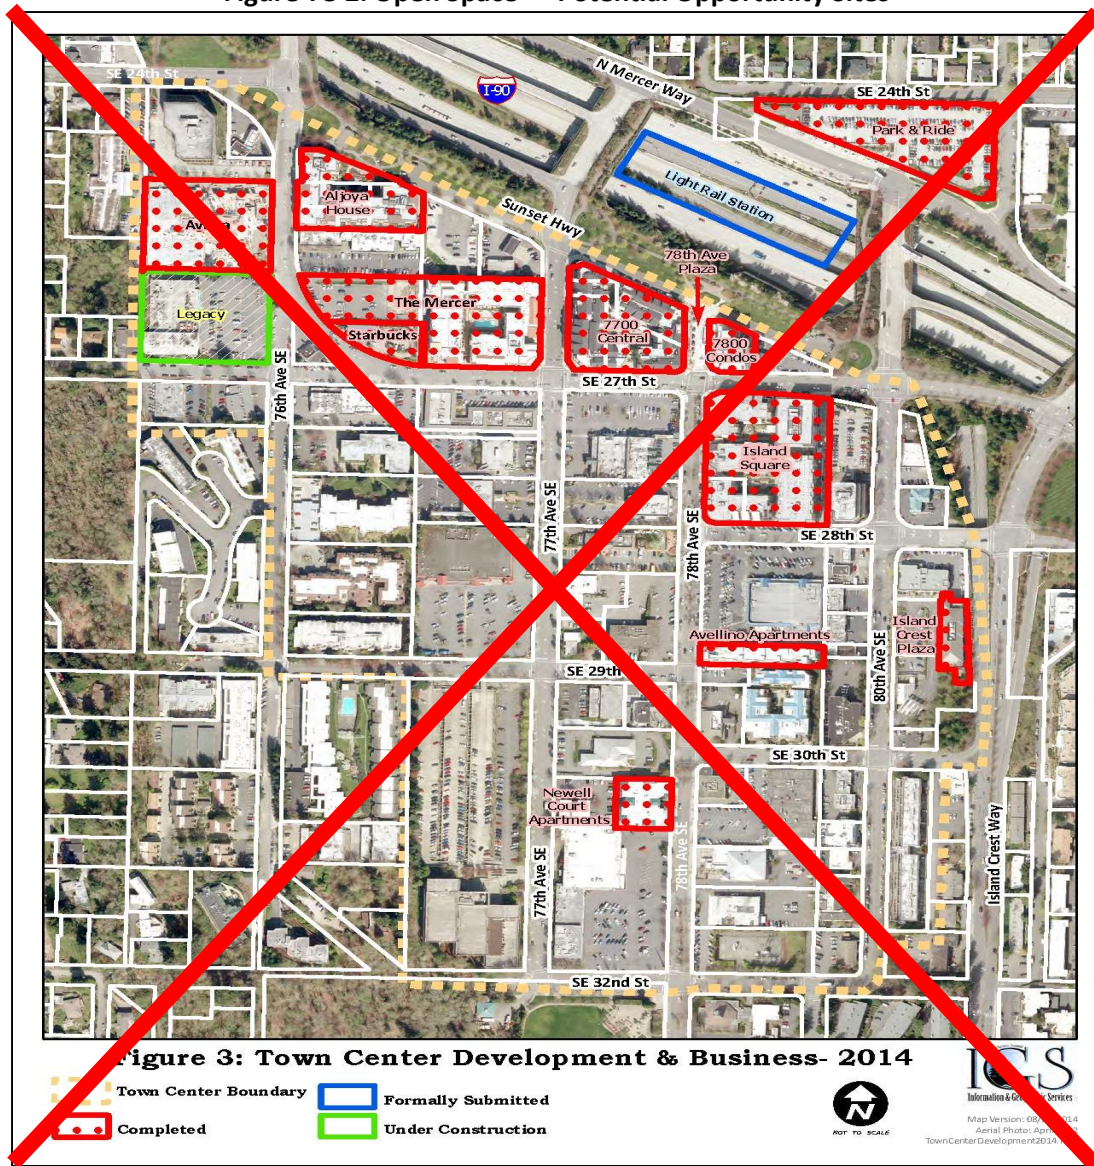 SE 24th St
I-90
N Mercer Way
SE 24th St
Park & Ride
Light Rail station
Aljoya
House
Sunset Hwy
78th Ave
Plaza
Legacy
The Mercer
Starbucks
7700
Central
7800
Condos
SE 27th St
76th Ave SE
Island
Square
77th Ave SE
78th Ave SE
SE 28th St
Island
Crest
Plaza
Avellino Apartments
80th Ave SE
SE 29th
SE 30th St
Newell
Court
Apartments
77th Ave SE
78th Ave SE
Island Crest Way
SE 32nd St
Figure 3: Town Center Development & Business- 2014
Town Center Boundary
Formally Submitted
Completed
Under Construction
N
NOT TO SCALE
IGS
Information & Services
Map Version:
Aerial Photo: